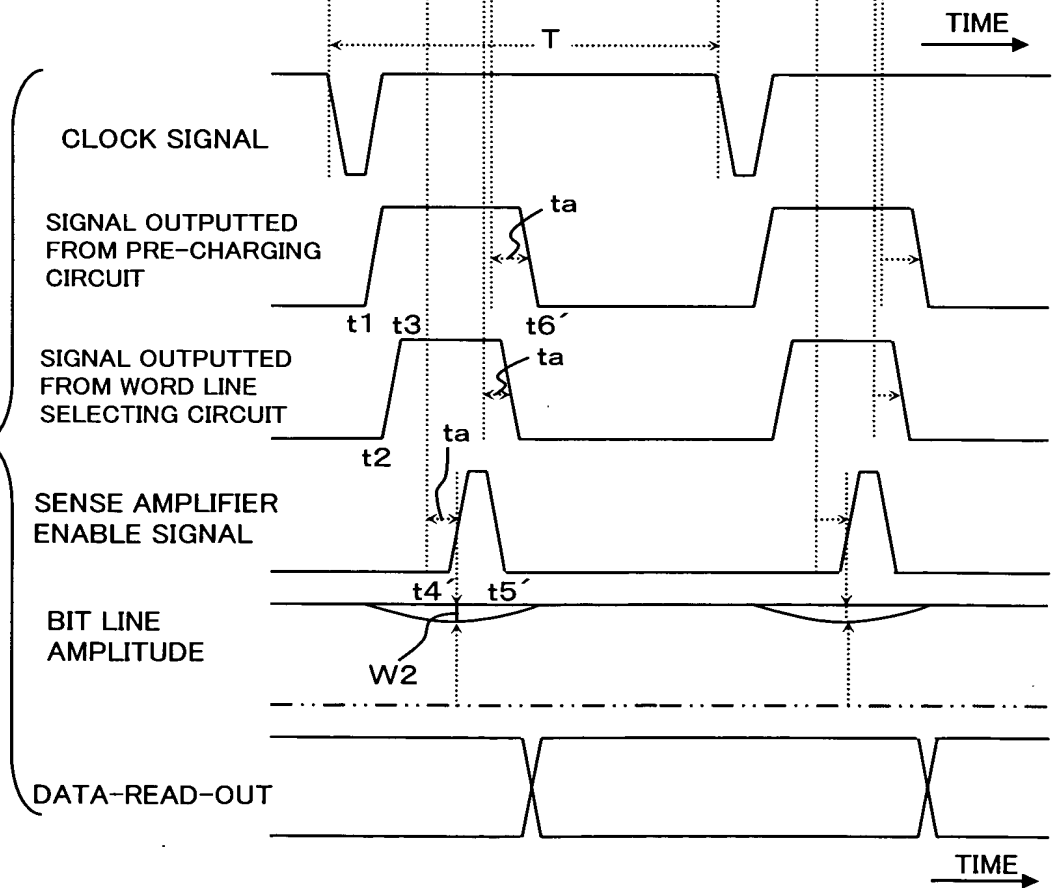 TIME
T
CLOCK SIGNAL
SIGNAL OUTPUTTED
FROM PRE-CHARGING
CIRCUIT
ta
t1
t3
t6´
SIGNAL OUTPUTTED
FROM WORD LINE
SELECTING CIRCUIT
ta
t2
ta
SENSE AMPLIFIER
ENABLE SIGNAL
t4´
t5´
BIT LINE
AMPLITUDE
W2
DATA-READ-OUT
TIME